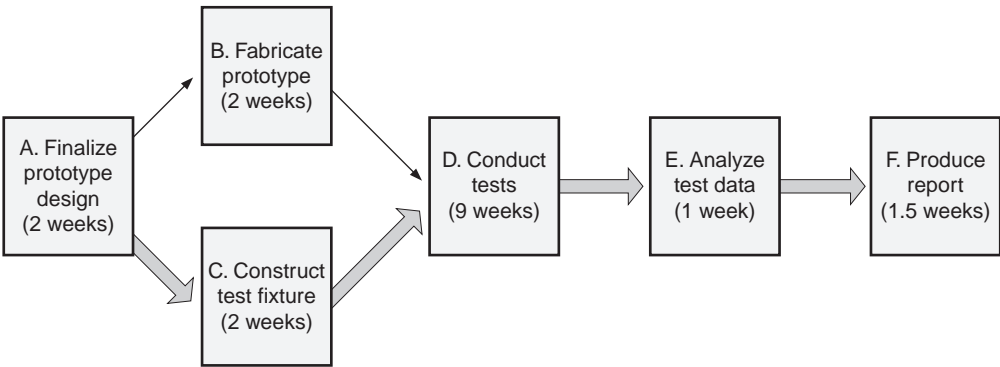 A. Finalize
prototype
design
(2 weeks)
B. Fabricate
prototype
(2 weeks)
C. Construct
test fixture
(2 weeks)
D. Conduct
tests
(9 weeks)
E. Analyze
test data
(1 week)
F. Produce
report
(1.5 weeks)